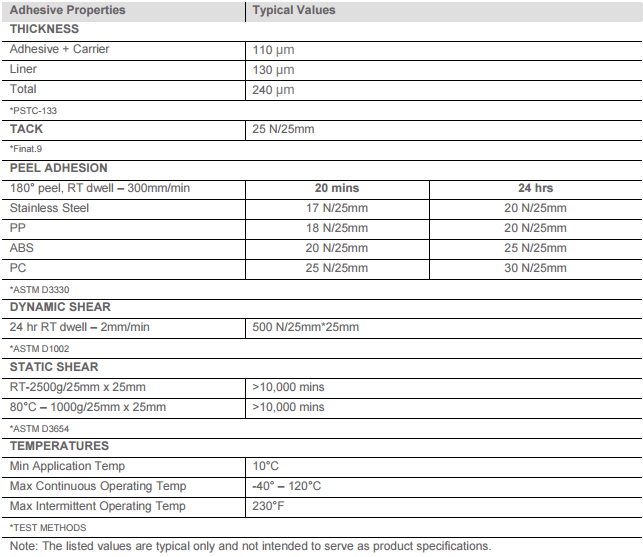 Adhesive Properties Typical Values
THICKNESS
Adhesive + Carrier 110 µm
Liner 130 µm
Total 240 µm
*PSTC-133
TACK 25 N/25mm
*Finat.9
PEEL ADHESION
180° peel, RT dwell – 300mm/min 20 mins 24 hrs
Stainless Steel 17 N/25mm 20 N/25mm
PP 18 N/25mm 20 N/25mm
ABS 20 N/25mm 25 N/25mm
PC 25 N/25mm 30 N/25mm
*ASTM D3330
DYNAMIC SHEAR
24 hr RT dwell – 2mm/min 500 N/25mm*25mm
*ASTM D1002
STATIC SHEAR
RT-2500g/25mm x 25mm >10,000 mins
80°C – 1000g/25mm x 25mm >10,000 mins
*ASTM D3654
TEMPERATURES
Min Application Temp 10°C
Max Continuous Operating Temp -40° – 120°C
Max Intermittent Operating Temp 230°F
*TEST METHODS
Note: The listed values are typical only and not intended to serve as product specifications.